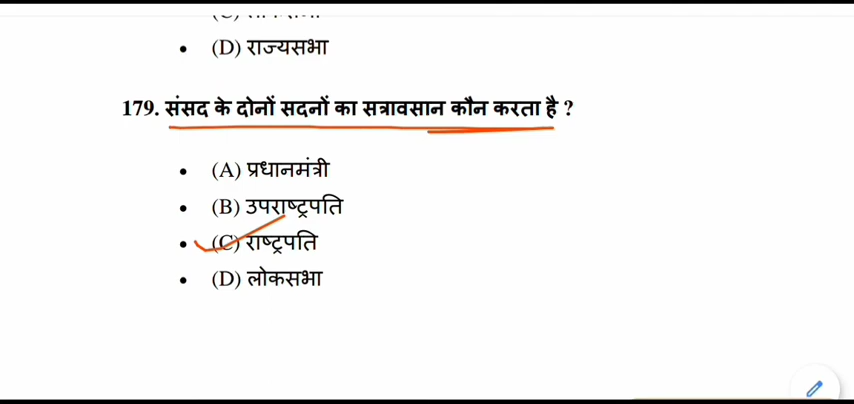 (D) राज्यसभा
179. संसद के दोनों सदनों का सत्रावसान कौन करता है ?
(A) प्रधानमंत्री
(B) उपराष्ट्रपति
(C) राष्ट्रपति
(D) लोकसभा